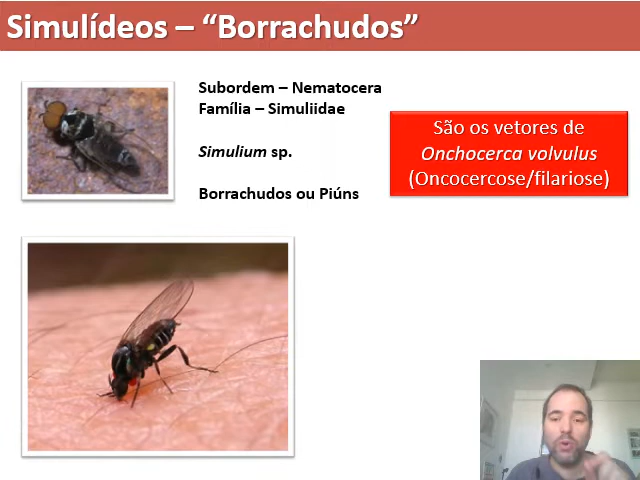 Simulídeos – “Borrachudos”
Subordem – Nematocera
Família – Simuliidae
Simulium sp.
Borrachudos ou Piúns
São os vetores de
Onchocerca volvulus
(Oncocercose/filariose)